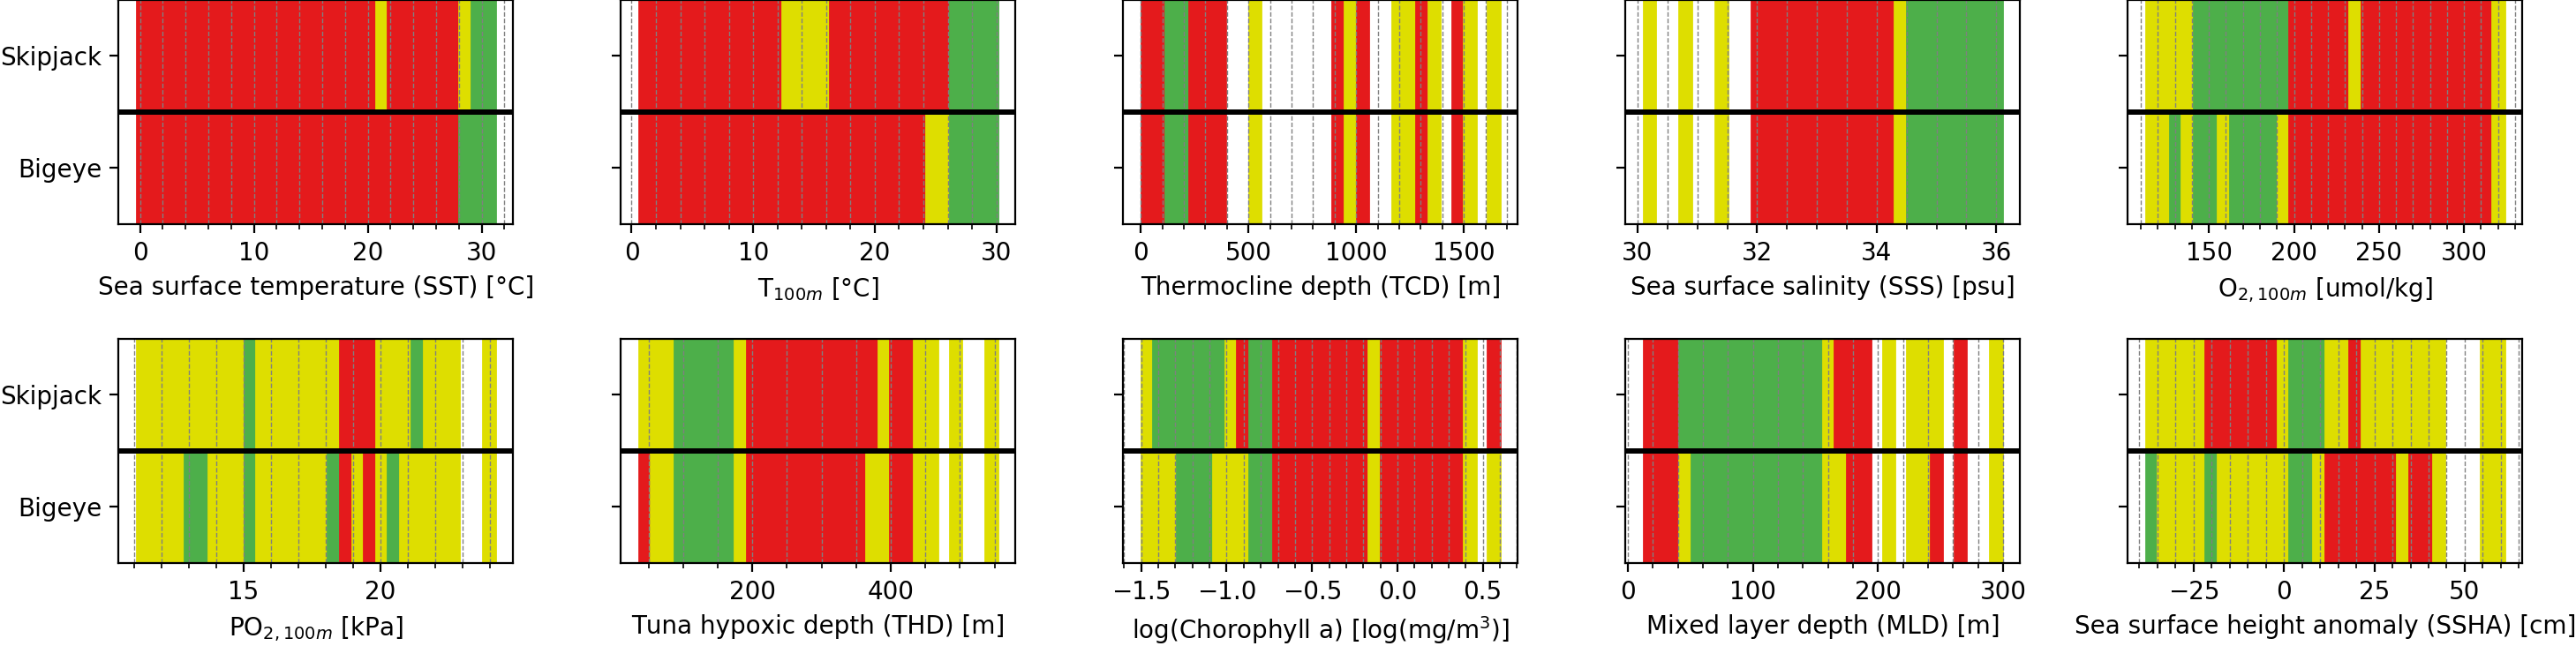 Skipjack
Bigeye
0 10 20 30
0 10 20 30
0 500 1000 1500
30 32 34 36
150 200 250 300
Sea surface temperature (SST) [°C]
T100m [°C]
Thermocline depth (TCD) [m]
Sea surface salinity (SSS) [psu]
O2,100m [umol/kg]
Skipjack
Bigeye
15 20
200 400
−1.5 −1.0 −0.5 0.0 0.5
0 100 200 300
−25 0 25 50
PO2,100m [kPa]
Tuna hypoxic depth (THD) [m]
log(Chorophyll a) [log(mg/m3)]
Mixed layer depth (MLD) [m]
Sea surface height anomaly (SSHA) [cm]